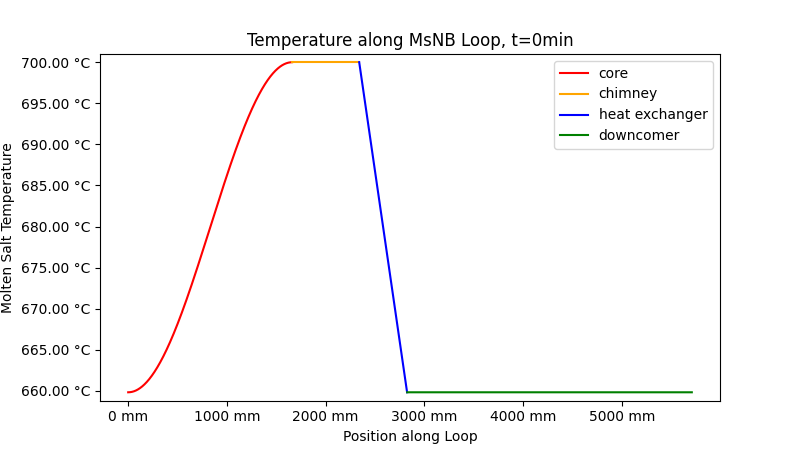 Temperature along MsNB Loop, t=0min
700.00 °C
695.00 °C
690.00 °C
685.00 °C
680.00 °C
675.00 °C
670.00 °C
665.00 °C
660.00 °C
Molten Salt Temperature
core
chimney
heat exchanger
downcomer
0 mm 1000 mm 2000 mm 3000 mm 4000 mm 5000 mm
Position along Loop